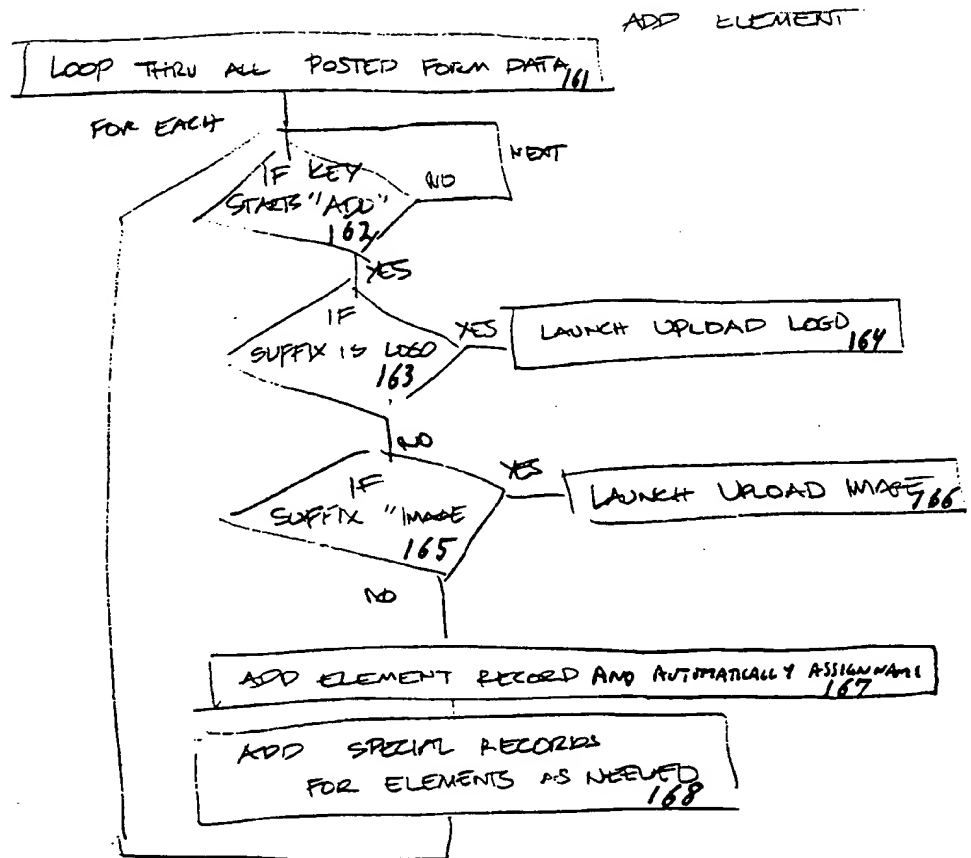 ADD ELEMENT
LOOP THRU ALL POSTED FORM DATA 161
FOR EACH
NEXT
IF KEY
STARTS "ADD"
162
NO
YES
IF
SUFFIX IS LOGO
163
YES
LAUNCH UPLOAD LOGO 164
NO
IF
SUFFIX "IMAGE
165
YES
LAUNCH UPLOAD IMAGE 166
NO
ADD ELEMENT RECORD AND AUTOMATICALLY ASSIGN NAME
167
ADD SPECIAL RECORDS
FOR ELEMENTS AS NEEDED
168